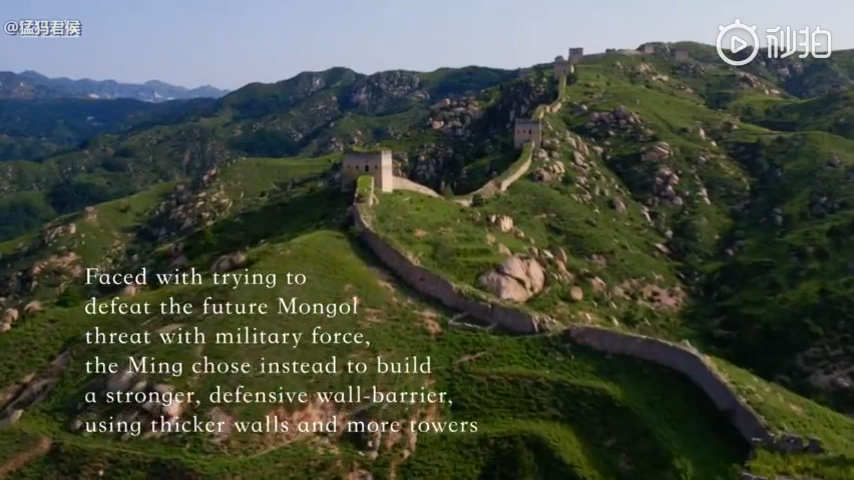 @猛犸君侯
秒拍
Faced with trying to
defeat the future Mongol
threat with military force,
the Ming chose instead to build
a stronger, defensive wall-barrier,
using thicker walls and more towers